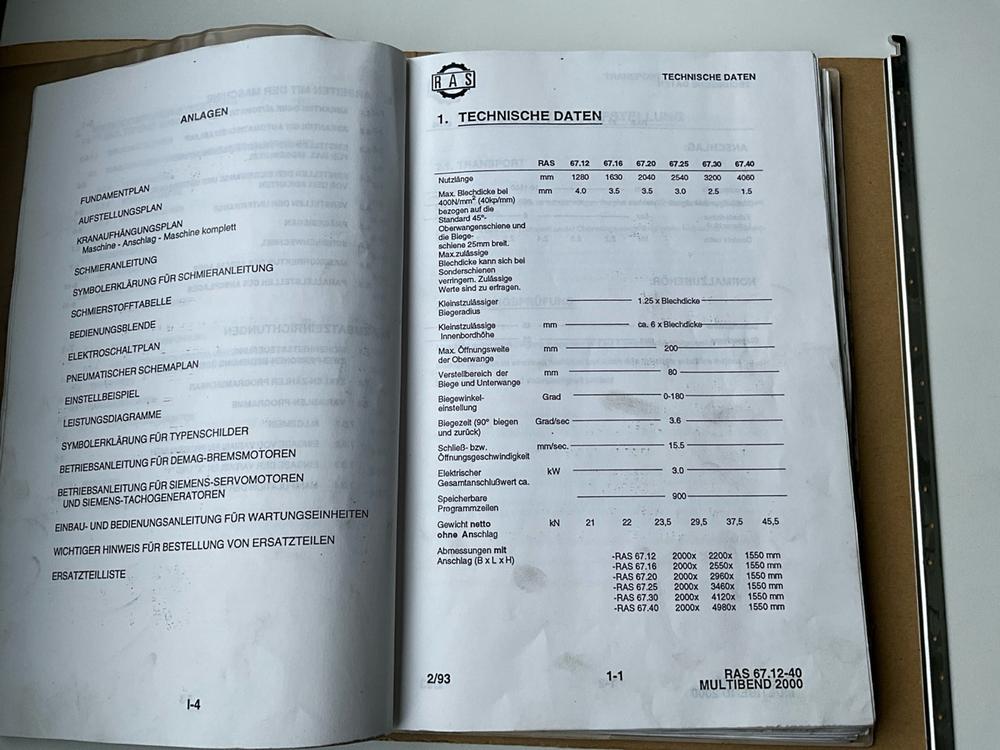 ANLAGEN
FUNDAMENTPLAN
AUFSTELLUNGSPLAN
KRANAUFHÄNGUNGSPLAN
Maschine - Anschlag - Maschine komplett
SCHMIERANLEITUNG
SYMBOLERKLÄRUNG FÜR SCHMIERANLEITUNG
SCHMIERSTOFFTABELLE
BEDIENUNGSBLENDE
ELEKTROSCHALTPLAN
PNEUMATISCHER SCHEMAPLAN
EINSTELLBEISPIEL
LEISTUNGSDIAGRAMME
SYMBOLERKLÄRUNG FÜR TYPENSCHILDER
BETRIEBSANLEITUNG FÜR DEMAG-BREMSMOTOREN
BETRIEBSANLEITUNG FÜR SIEMENS-SERVOMOTOREN
UND SIEMENS-TACHOGENERATOREN
EINBAU- UND BEDIENUNGSANLEITUNG FÜR WARTUNGSEINHEITEN
WICHTIGER HINWEIS FÜR BESTELLUNG VON ERSATZTEILEN
ERSATZTEILLISTE
I-4
RAS
TECHNISCHE DATEN
1. TECHNISCHE DATEN
RAS 67.12 67.16 67.20 67.25 67.30 67.40
Nutzlänge mm 1280 1630 2040 2540 3200 4060
Max. Blechdicke bei mm 4.0 3.5 3.5 3.0 2.5 1.5
400N/mm² (40kp/mm)
bezogen auf die
Standard 45°-
Oberwangenschiene und
die Biege-
schiene 25mm breit.
Max.zulässige
Blechdicke kann sich bei
Sonderschienen
verringern. Zulässige
Werte sind zu erfragen.
Kleinstzulässiger 1.25 x Blechdicke
Biegeradius
Kleinstzulässige mm ca. 6 x Blechdicke
Innenbordhöhe
Max. Öffnungsweite mm 200
der Oberwange
Verstellbereich der mm 80
Biege und Unterwange
Biegewinkel- Grad 0-180
einstellung
Biegezeit (90° biegen Grad/sec 3.6
und zurück)
Schließ- bzw. mm/sec. 15.5
Öffnungsgeschwindigkeit
Elektrischer kW 3.0
Gesamtanschlußwert ca.
Speicherbare 900
Programmzeilen
Gewicht netto kN 21 22 23,5 29,5 37,5 45,5
ohne Anschlag
Abmessungen mit -RAS 67.12 2000x 2200x 1550 mm
Anschlag (B x L x H) -RAS 67.16 2000x 2550x 1550 mm
-RAS 67.20 2000x 2960x 1550 mm
-RAS 67.25 2000x 3460x 1550 mm
-RAS 67.30 2000x 4120x 1550 mm
-RAS 67.40 2000x 4980x 1550 mm
2/93 1-1 RAS 67.12-40
MULTIBEND 2000